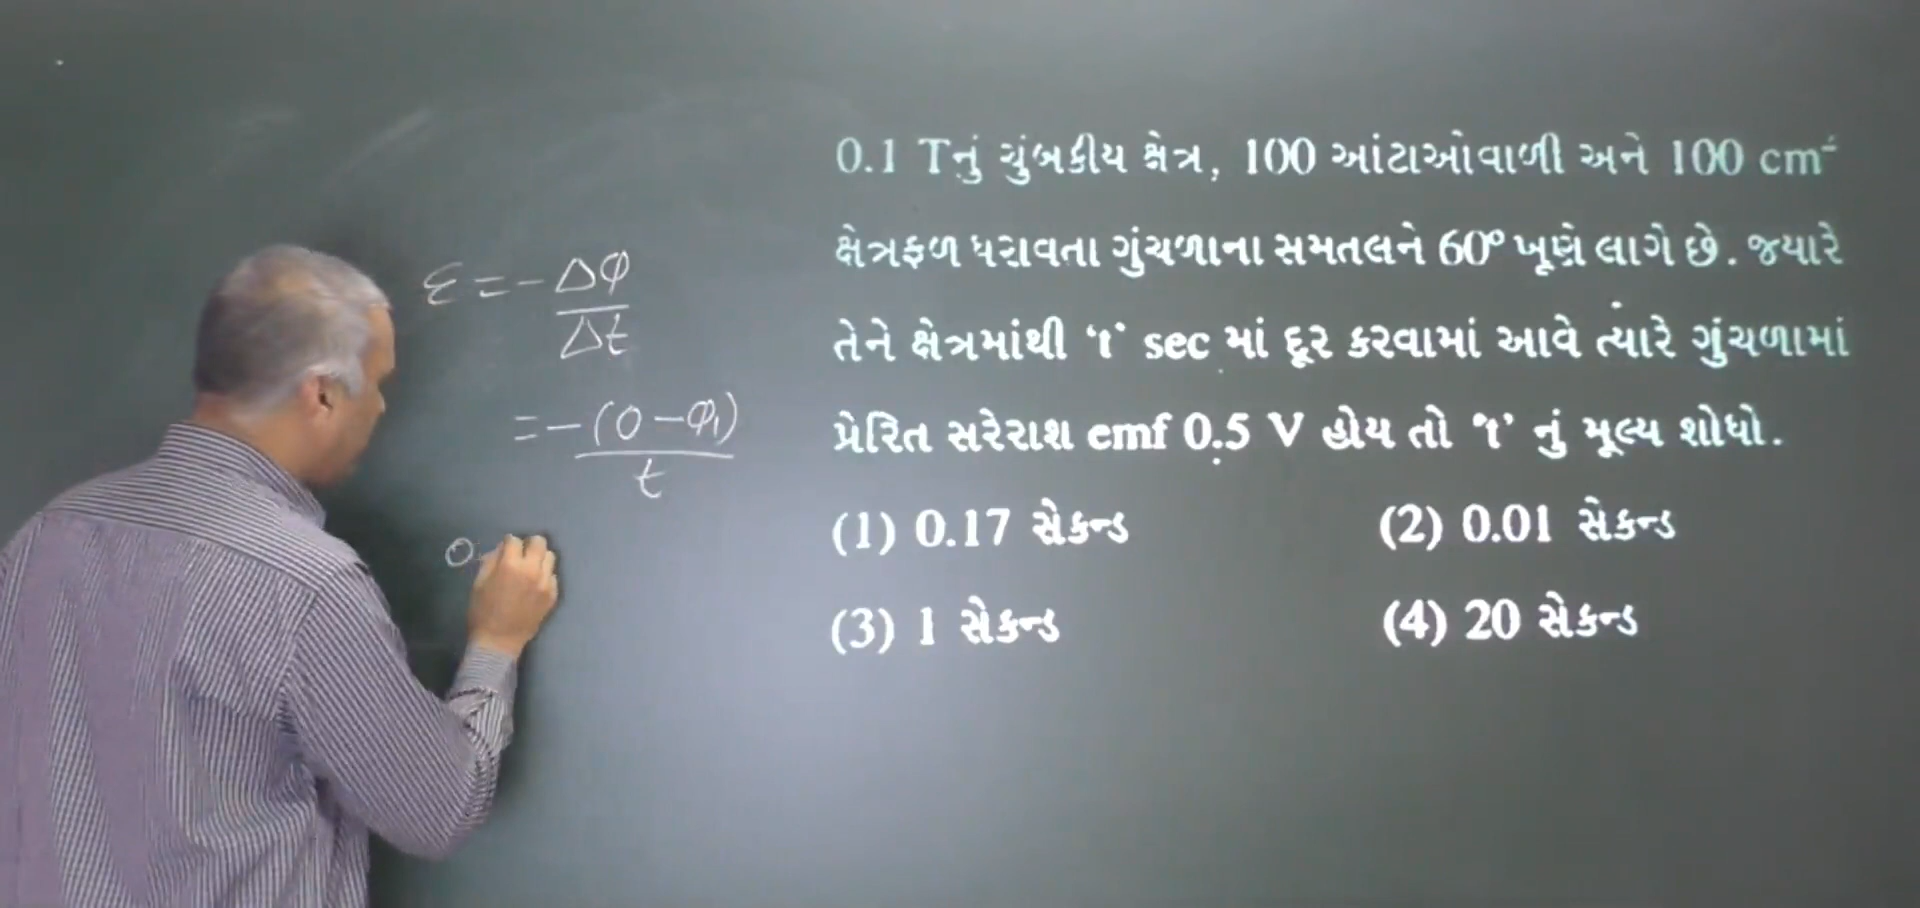 ε = - Δφ / Δt
= - (0 - φ₁) / t
0.
0.1 Tનું ચુંબકીય ક્ષેત્ર, 100 આંટાઓવાળી અને 100 cm²
ક્ષેત્રફળ ધરાવતા ગુંચળાના સમતલને 60° ખૂણે લાગે છે. જયારે
તેને ક્ષેત્રમાંથી ‘t’ sec માં દૂર કરવામાં આવે ત્યારે ગુંચળામાં
પ્રેરિત સરેરાશ emf 0.5 V હોય તો ‘t’ નું મૂલ્ય શોધો.
(1) 0.17 સેકન્ડ (2) 0.01 સેકન્ડ
(3) 1 સેકન્ડ (4) 20 સેકન્ડ